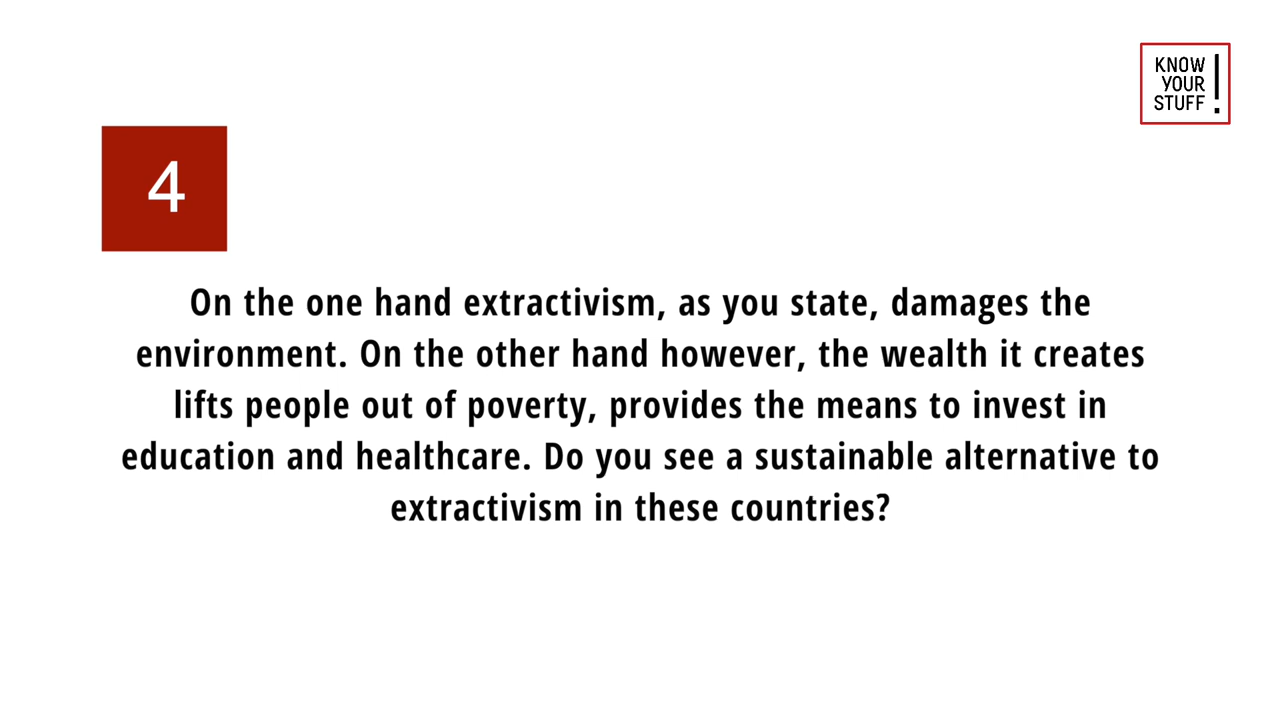 KNOW
YOUR
STUFF !
4
On the one hand extractivism, as you state, damages the
environment. On the other hand however, the wealth it creates
lifts people out of poverty, provides the means to invest in
education and healthcare. Do you see a sustainable alternative to
extractivism in these countries?